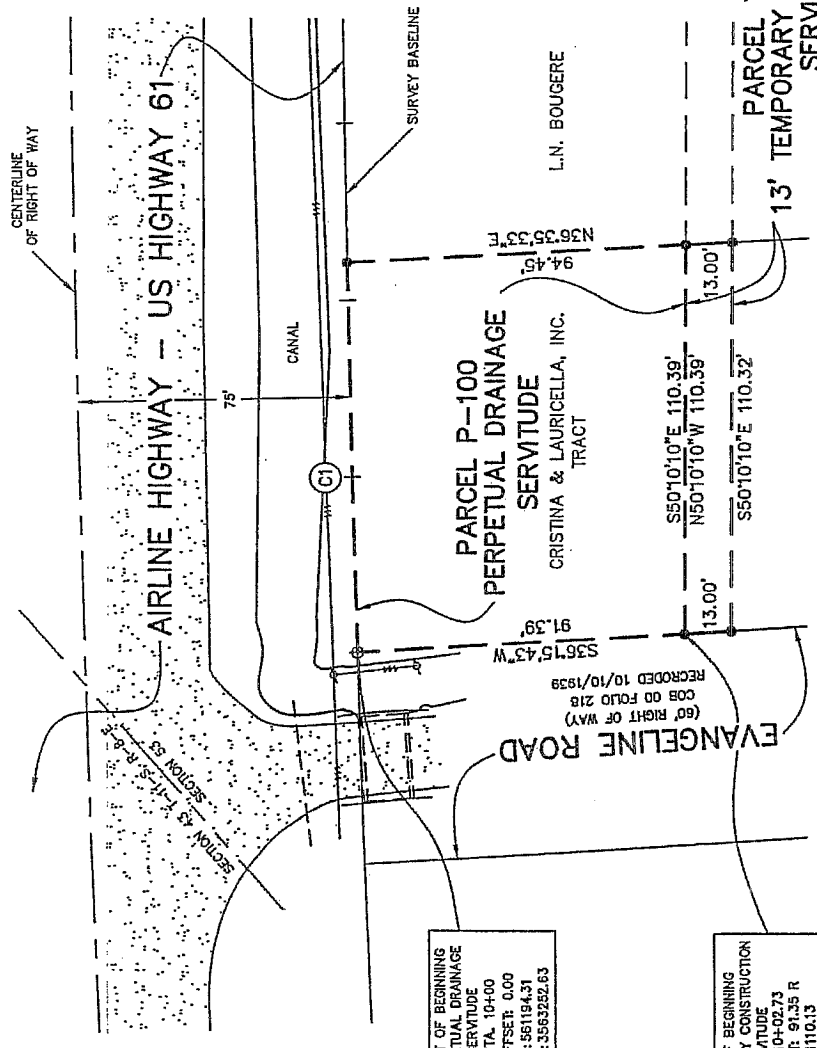 CENTERLINE
OF RIGHT OF WAY
AIRLINE HIGHWAY – US HIGHWAY 61
SURVEY BASELINE
75'
CANAL
C1
SECTION 43 T-11-S, R-8-E
SECTION 53
L.N. BOUGERE
N36°35'33"E
94.45'
PARCEL P-100
PERPETUAL DRAINAGE
SERVITUDE
CRISTINA & LAURICELLA, INC.
TRACT
S36°15'43"W
91.39'
EVANGELINE ROAD
(60' RIGHT OF WAY)
COB OD FOLIO 218
RECRODED 10/10/1939
S50°10'10"E 110.39'
N50°10'10"W 110.39'
S50°10'10"E 110.32'
13.00'
13.00'
PARCEL
13' TEMPORARY
T OF BEGINNING
TUAL DRAINAGE
ERVITUDE
TA. 10+00
FFSET: 0.00
:561194.31
:3563252.63
F BEGINNING
Y CONSTRUCTION
VITUDE
0+02.73
T: 91.35 R
1110.13